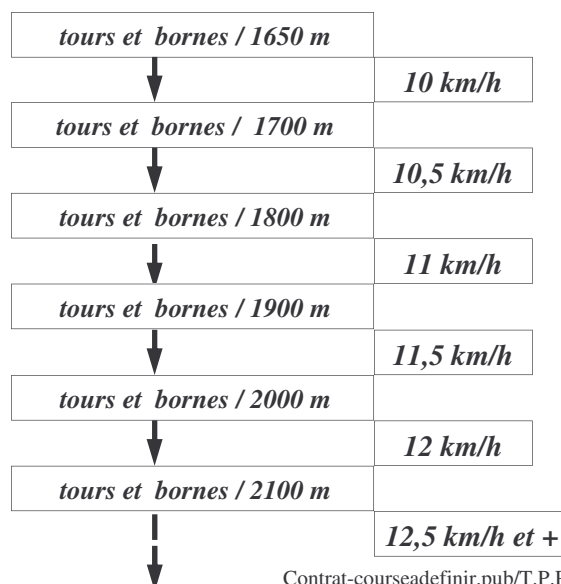 tours et bornes / 1650 m
10 km/h
tours et bornes / 1700 m
10,5 km/h
tours et bornes / 1800 m
11 km/h
tours et bornes / 1900 m
11,5 km/h
tours et bornes / 2000 m
12 km/h
tours et bornes / 2100 m
12,5 km/h et +
Contrat-courseadefinir.pub/T.P.P